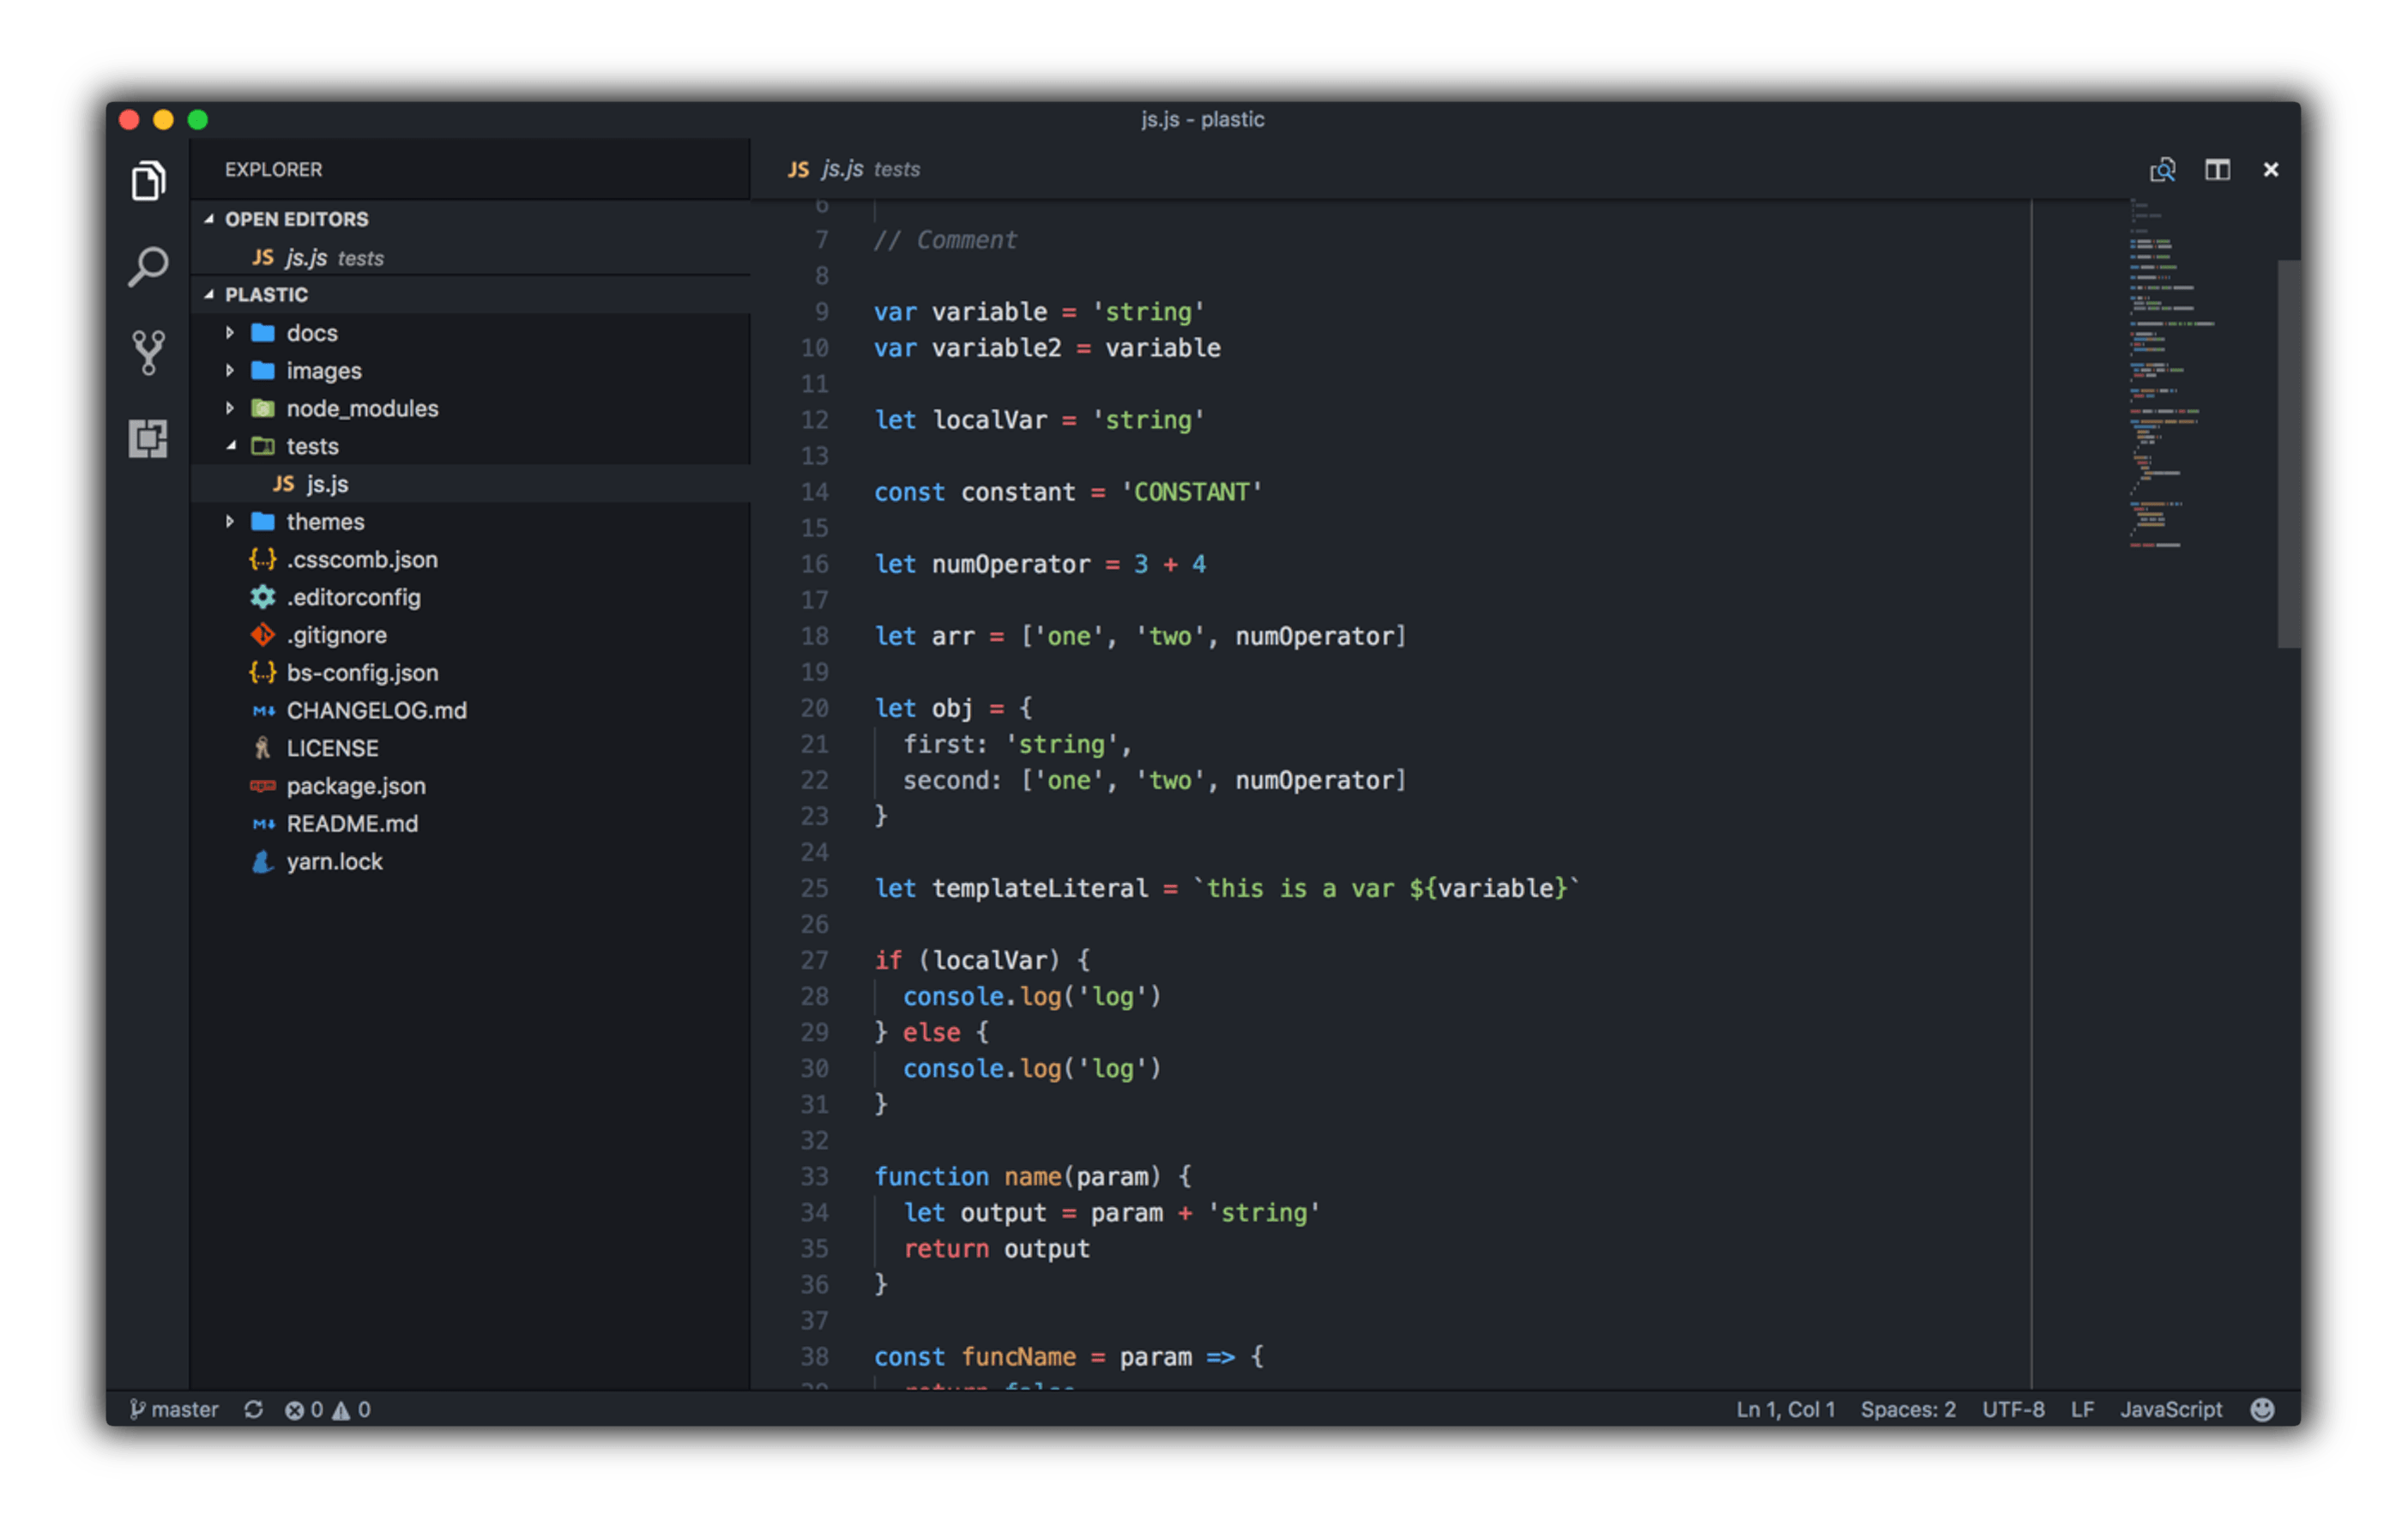 js.js - plastic
EXPLORER
OPEN EDITORS
JS js.js tests
PLASTIC
docs
images
node_modules
tests
JS js.js
themes
{..} .csscomb.json
.editorconfig
.gitignore
{..} bs-config.json
M↓ CHANGELOG.md
LICENSE
npm package.json
M↓ README.md
yarn.lock
JS js.js tests
6
7 // Comment
8
9 var variable = 'string'
10 var variable2 = variable
11
12 let localVar = 'string'
13
14 const constant = 'CONSTANT'
15
16 let numOperator = 3 + 4
17
18 let arr = ['one', 'two', numOperator]
19
20 let obj = {
21 first: 'string',
22 second: ['one', 'two', numOperator]
23 }
24
25 let templateLiteral = `this is a var ${variable}`
26
27 if (localVar) {
28 console.log('log')
29 } else {
30 console.log('log')
31 }
32
33 function name(param) {
34 let output = param + 'string'
35 return output
36 }
37
38 const funcName = param => {
39 return false
master 0 0 Ln 1, Col 1 Spaces: 2 UTF-8 LF JavaScript